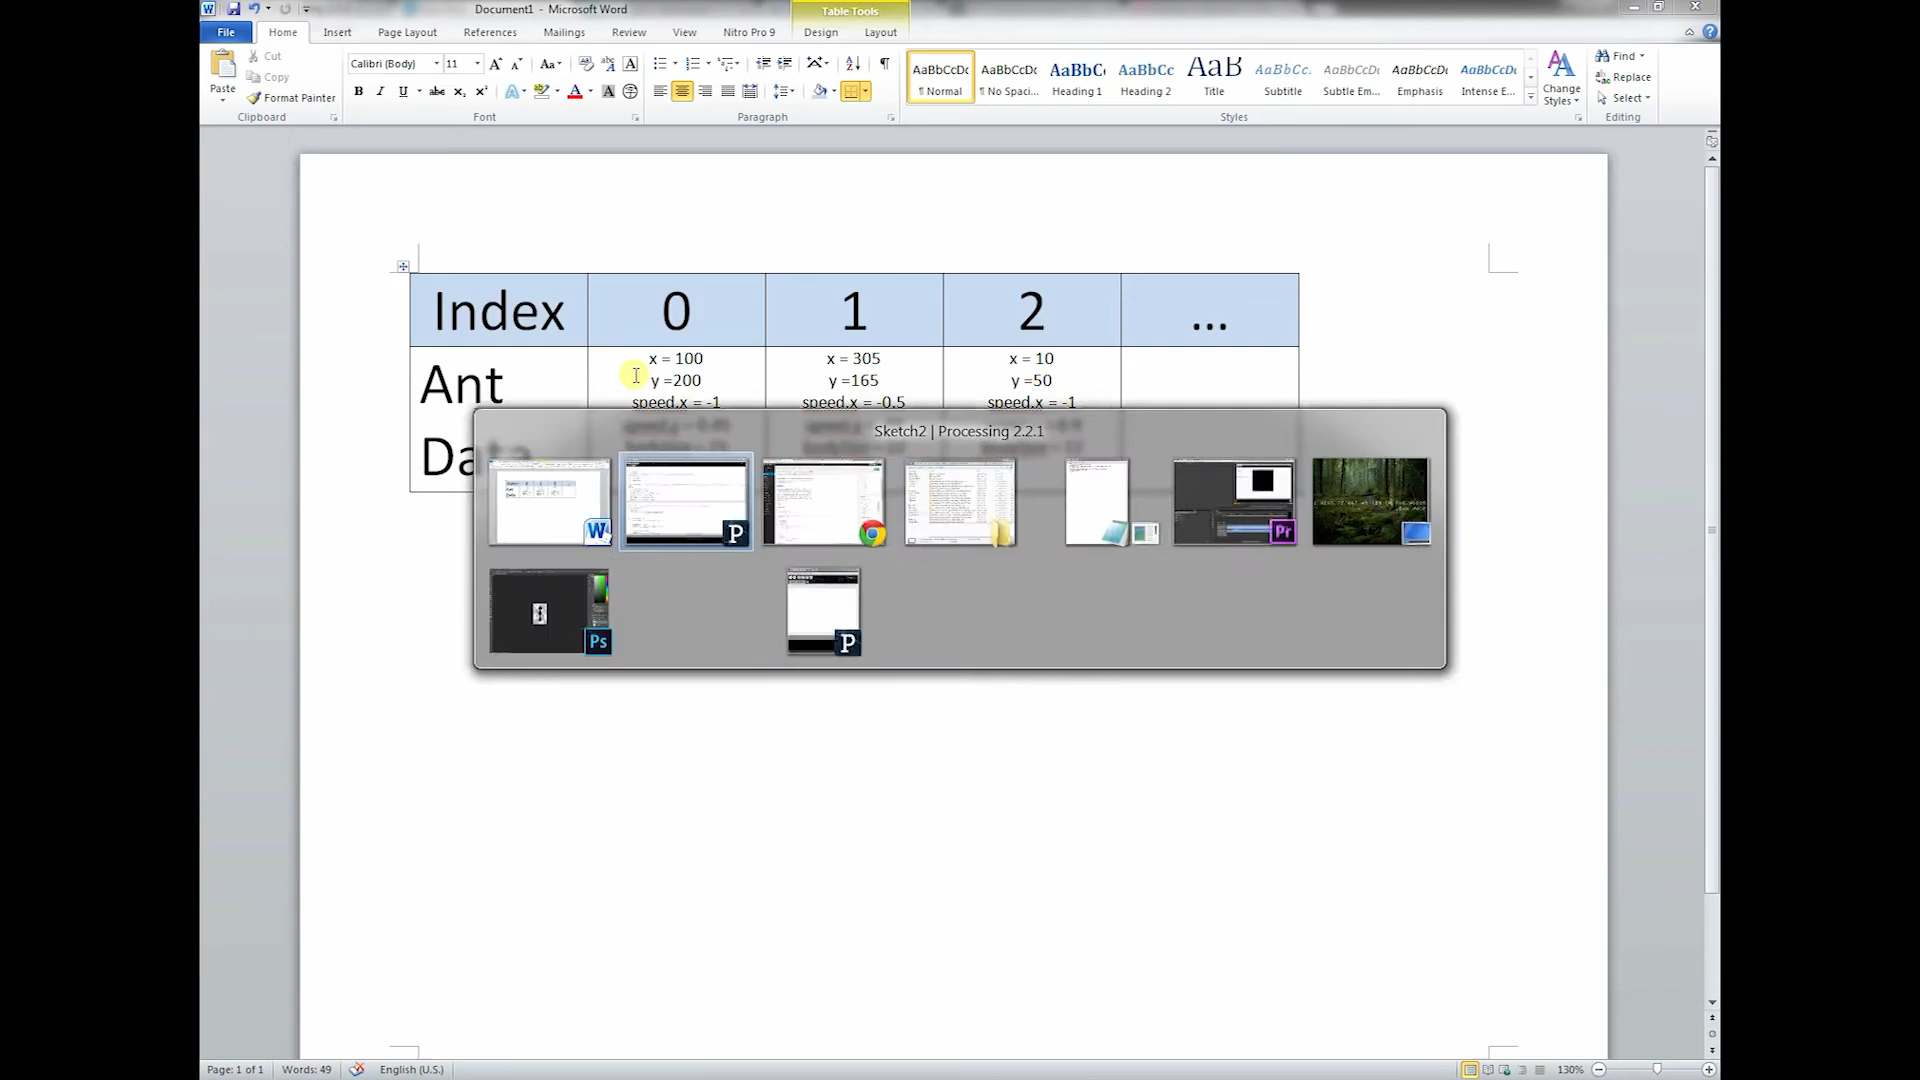 Document1 - Microsoft Word
Table Tools
File Home Insert Page Layout References Mailings Review View Nitro Pro 9 Design Layout
Paste
Cut
Copy
Format Painter
Clipboard
Calibri (Body) 11
Font
Paragraph
AaBbCcDc AaBbCcDc AaBbC AaBbCc AaB AaBbCc. AaBbCcDc AaBbCcDc AaBbCcDc
¶ Normal ¶ No Spaci... Heading 1 Heading 2 Title Subtitle Subtle Em... Emphasis Intense E...
Change
Styles
Styles
Find
Replace
Select
Editing
Index 0 1 2 ...
Ant
x = 100
y =200
speed.x = -1
x = 305
y =165
speed.x = -0.5
x = 10
y =50
speed.x = -1
Sketch2 | Processing 2.2.1
W
P
Pr
Ps
P
Page: 1 of 1 Words: 49 English (U.S.) 130%